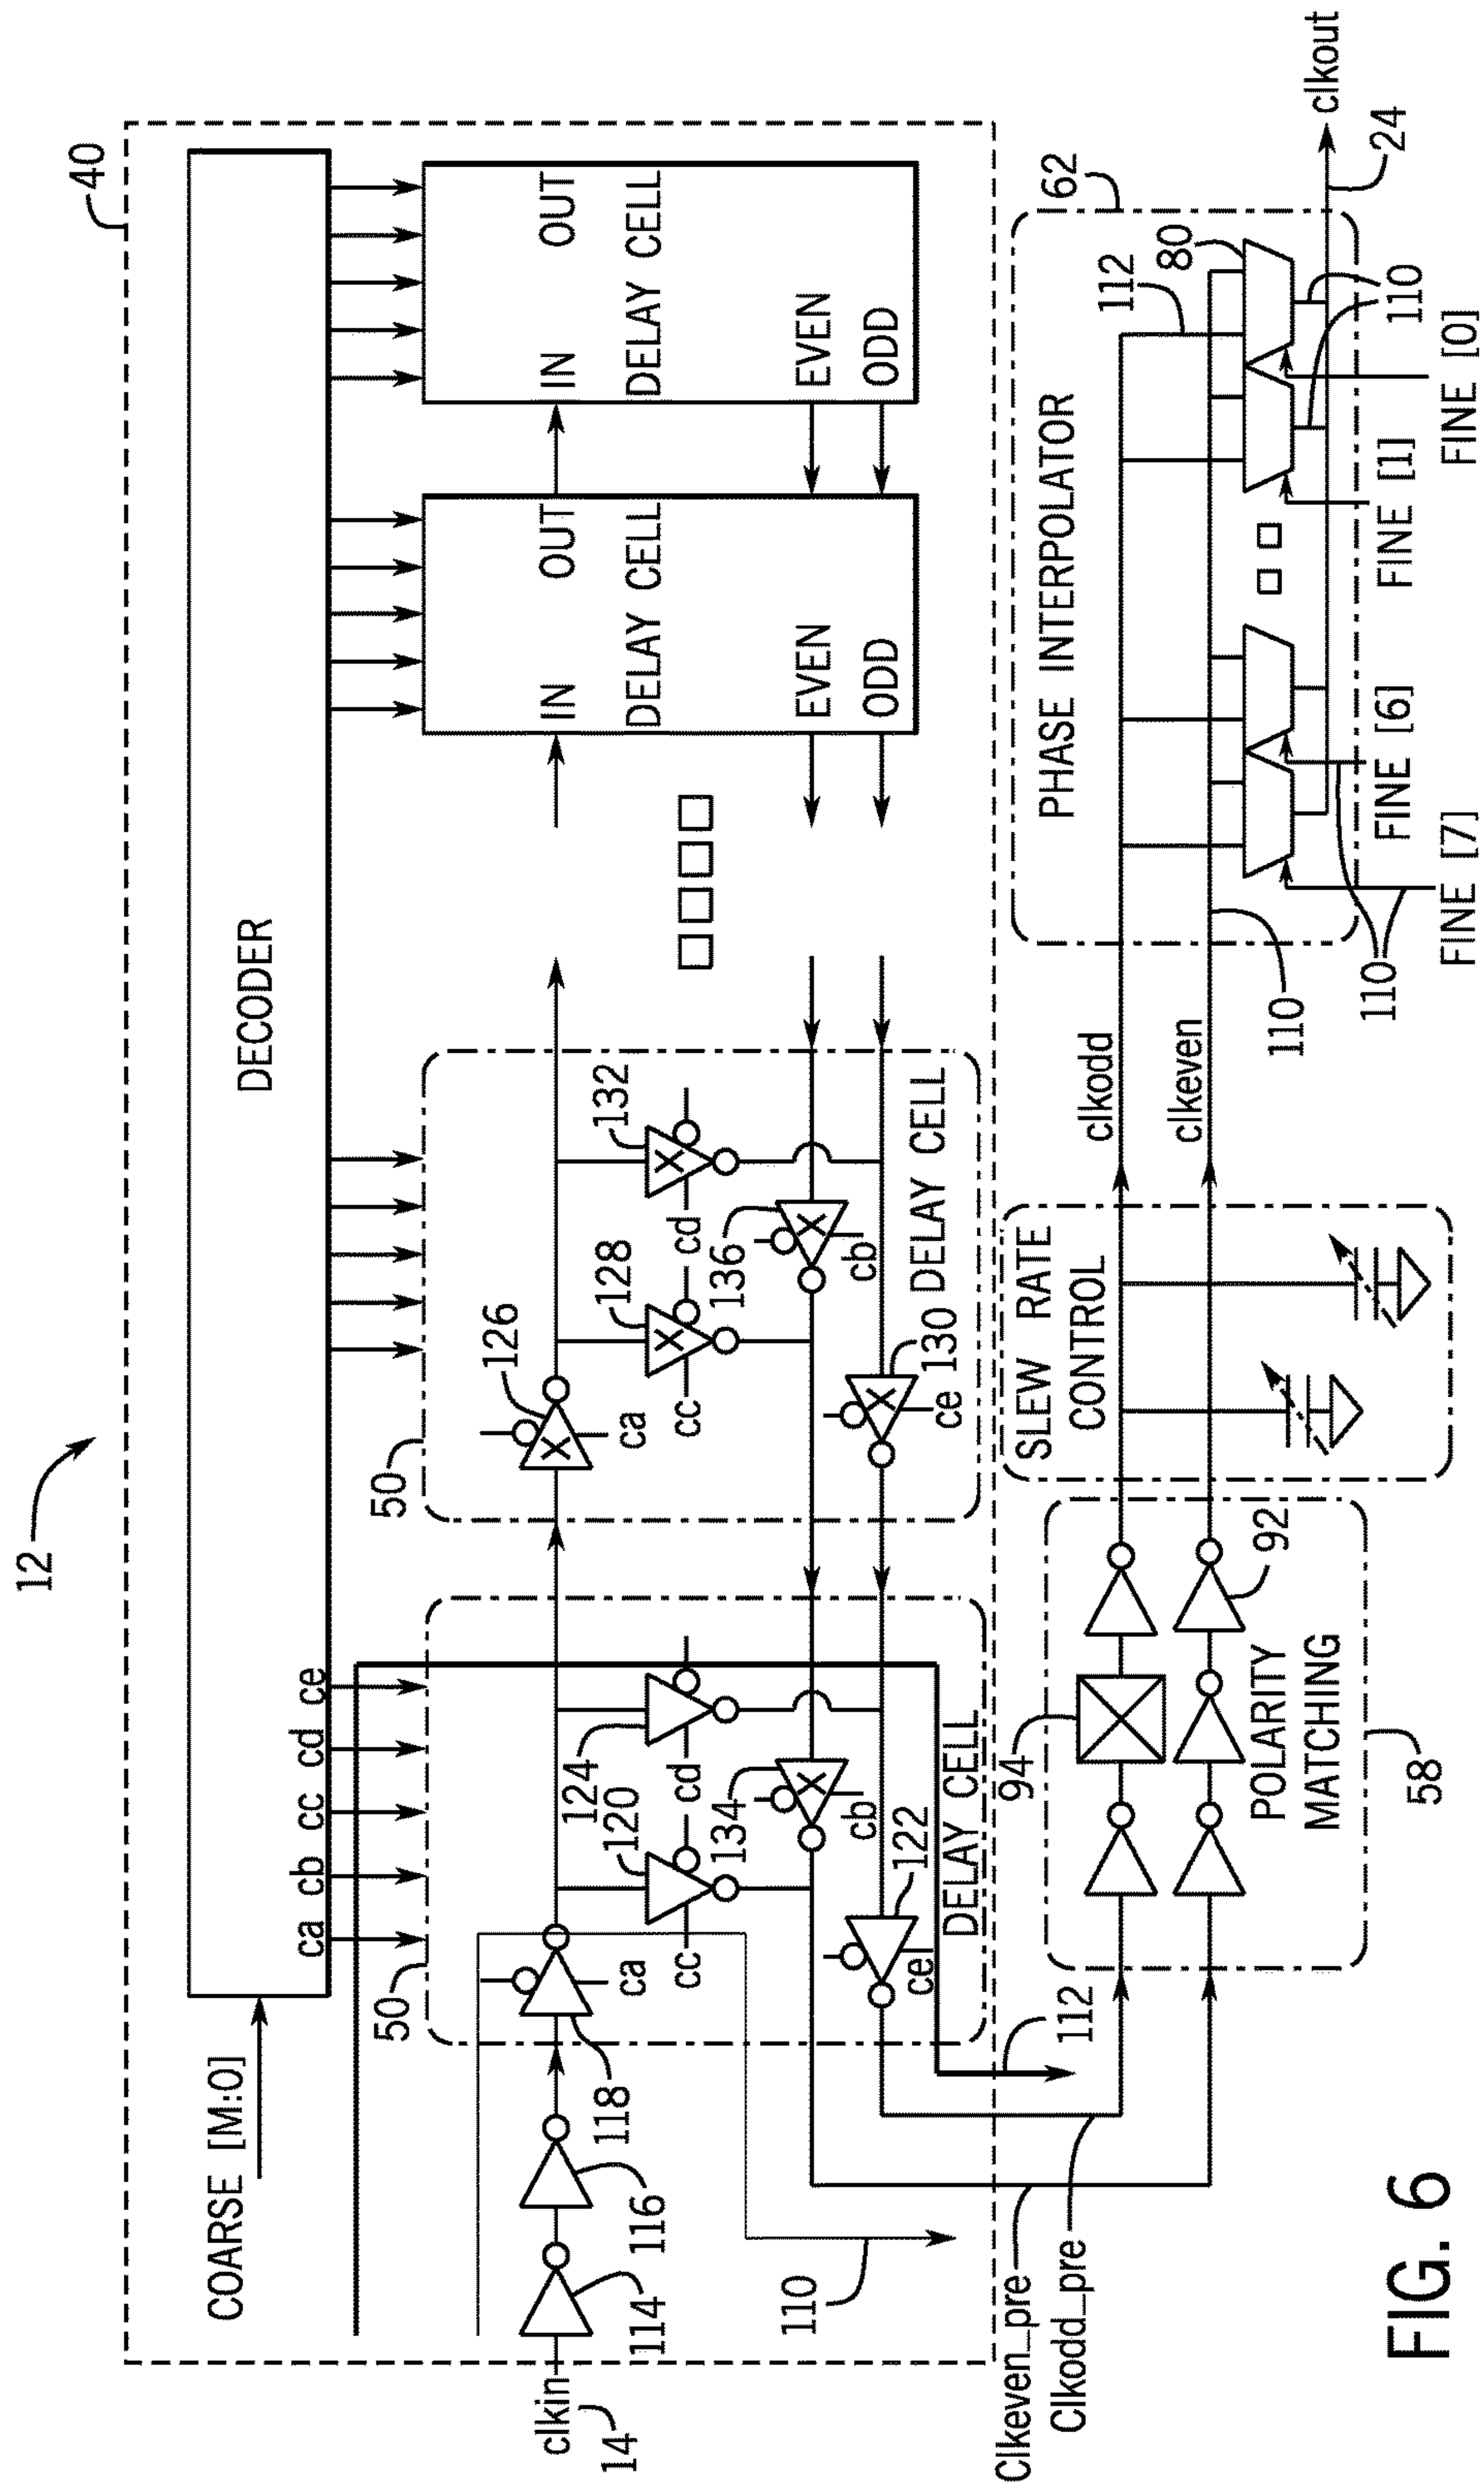 12
40
COARSE [M:0]
DECODER
ca
cb
cc
cd
ce
50
50
IN
OUT
DELAY CELL
EVEN
ODD
IN
OUT
DELAY CELL
EVEN
ODD
clkin
14
114
116
118
ca
120
cc
124
cd
134
cb
122
ce
DELAY CELL
126
ca
128
cc
132
cd
136
cb
130
ce
DELAY CELL
110
112
Clkeven_pre
Clkodd_pre
94
92
POLARITY
MATCHING
58
SLEW RATE
CONTROL
clkodd
clkeven
110
PHASE INTERPOLATOR
62
112
80
110
110
FINE [7]
FINE [6]
FINE [1]
FINE [0]
clkout
24
FIG. 6